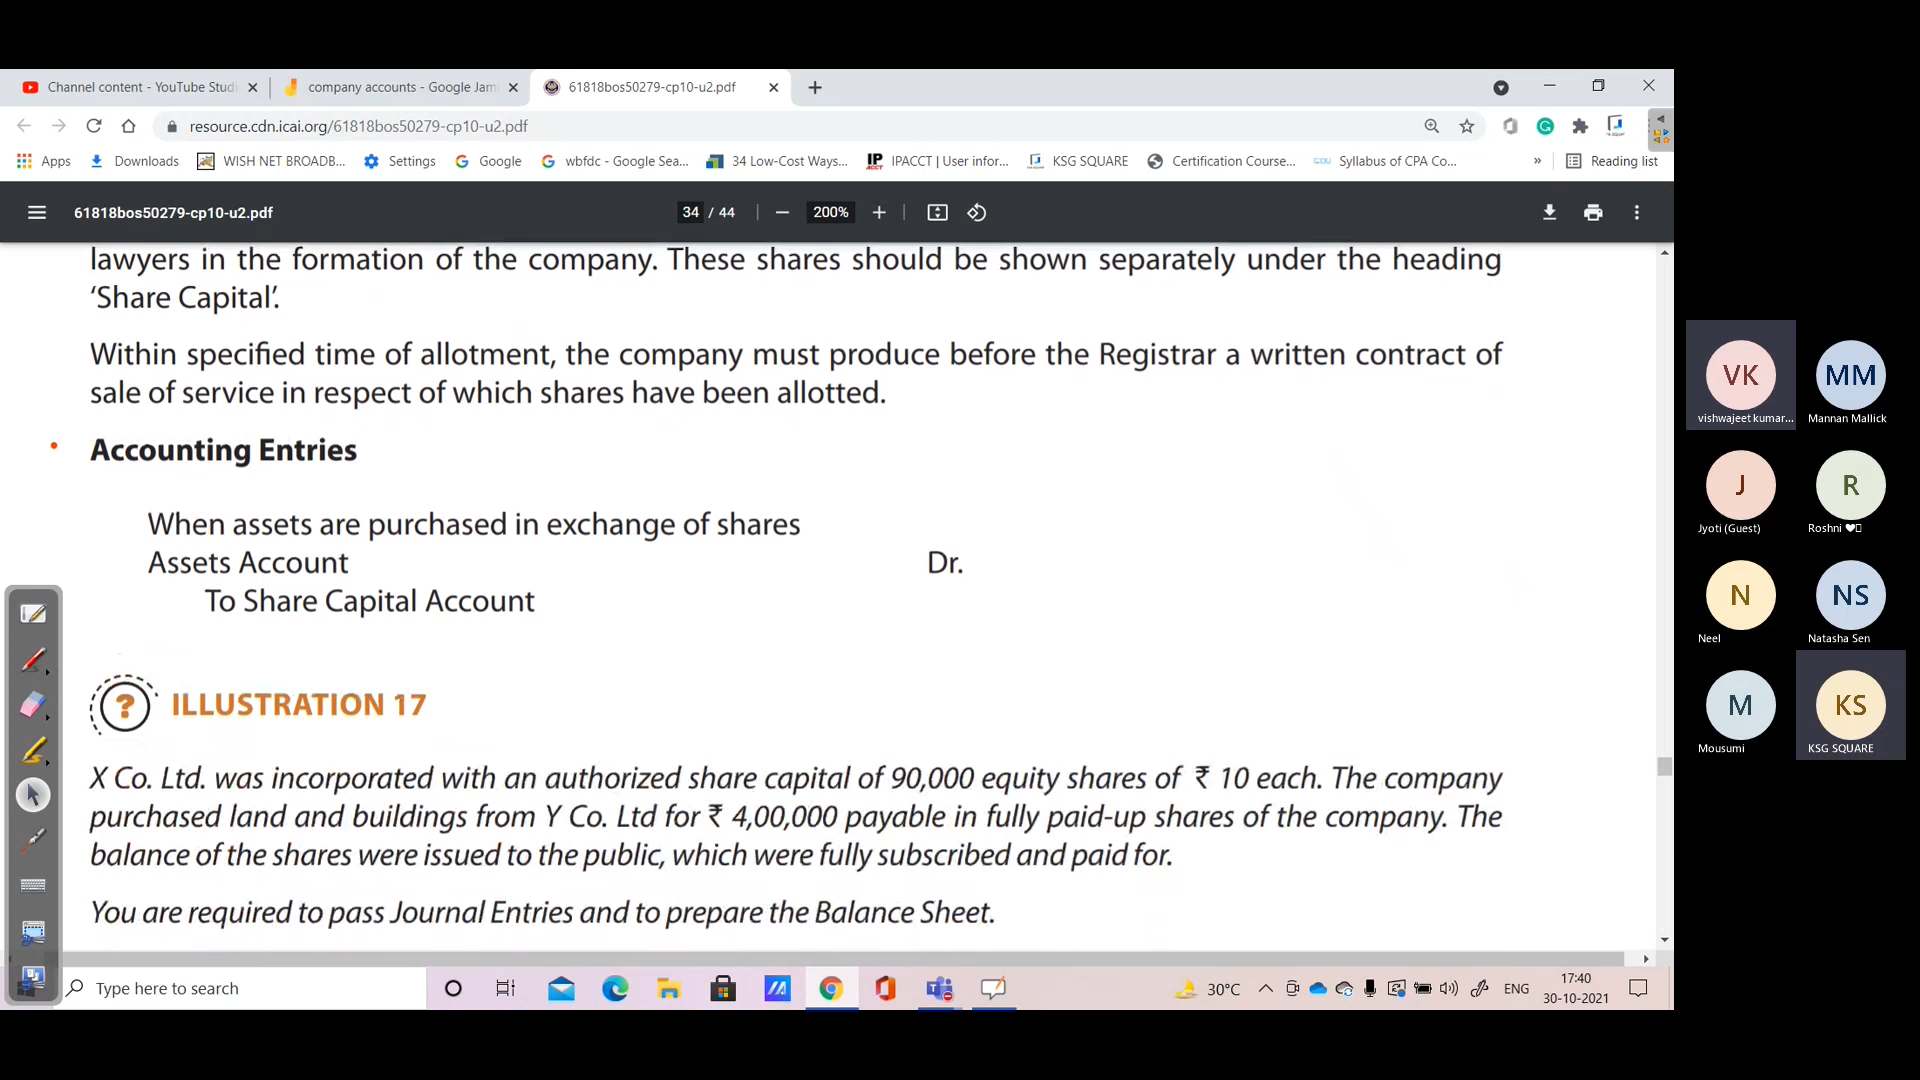 Channel content - YouTube Stud
company accounts - Google Jam
61818bos50279-cp10-u2.pdf
resource.cdn.icai.org/61818bos50279-cp10-u2.pdf
Apps
Downloads
WISH NET BROADB...
Settings
Google
wbfdc - Google Sea...
34 Low-Cost Ways...
IPACCT | User infor...
KSG SQUARE
Certification Course...
Syllabus of CPA Co...
»
Reading list
61818bos50279-cp10-u2.pdf
34 / 44
200%
lawyers in the formation of the company. These shares should be shown separately under the heading
‘Share Capital’.
Within specified time of allotment, the company must produce before the Registrar a written contract of
sale of service in respect of which shares have been allotted.
Accounting Entries
When assets are purchased in exchange of shares
Assets Account Dr.
To Share Capital Account
? ILLUSTRATION 17
X Co. Ltd. was incorporated with an authorized share capital of 90,000 equity shares of ₹ 10 each. The company
purchased land and buildings from Y Co. Ltd for ₹ 4,00,000 payable in fully paid-up shares of the company. The
balance of the shares were issued to the public, which were fully subscribed and paid for.
You are required to pass Journal Entries and to prepare the Balance Sheet.
Type here to search
30°C
ENG
17:40
30-10-2021
VK
vishwajeet kumar...
MM
Mannan Mallick
J
Jyoti (Guest)
R
Roshni ♥
N
Neel
NS
Natasha Sen
M
Mousumi
KS
KSG SQUARE